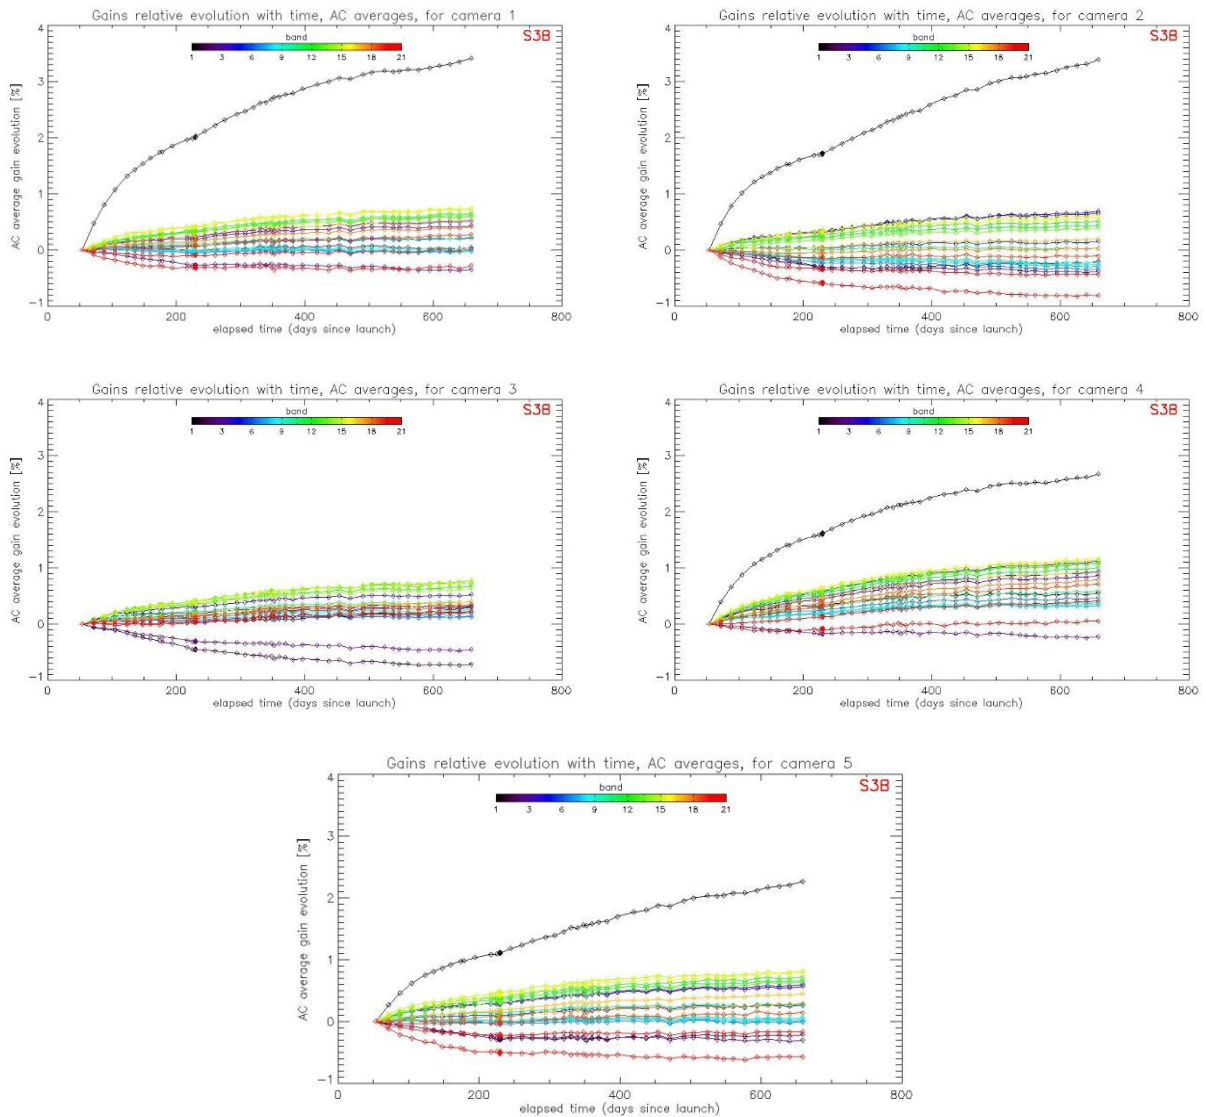 Gains relative evolution with time, AC averages, for camera 1
S3B
band
1 3 6 9 12 15 18 21
AC average gain evolution [%]
4
3
2
1
0
-1
0 200 400 600 800
elapsed time (days since launch)
Gains relative evolution with time, AC averages, for camera 2
S3B
band
1 3 6 9 12 15 18 21
AC average gain evolution [%]
4
3
2
1
0
-1
0 200 400 600 800
elapsed time (days since launch)
Gains relative evolution with time, AC averages, for camera 3
S3B
band
1 3 6 9 12 15 18 21
AC average gain evolution [%]
4
3
2
1
0
-1
0 200 400 600 800
elapsed time (days since launch)
Gains relative evolution with time, AC averages, for camera 4
S3B
band
1 3 6 9 12 15 18 21
AC average gain evolution [%]
4
3
2
1
0
-1
0 200 400 600 800
elapsed time (days since launch)
Gains relative evolution with time, AC averages, for camera 5
S3B
band
1 3 6 9 12 15 18 21
AC average gain evolution [%]
4
3
2
1
0
-1
0 200 400 600 800
elapsed time (days since launch)